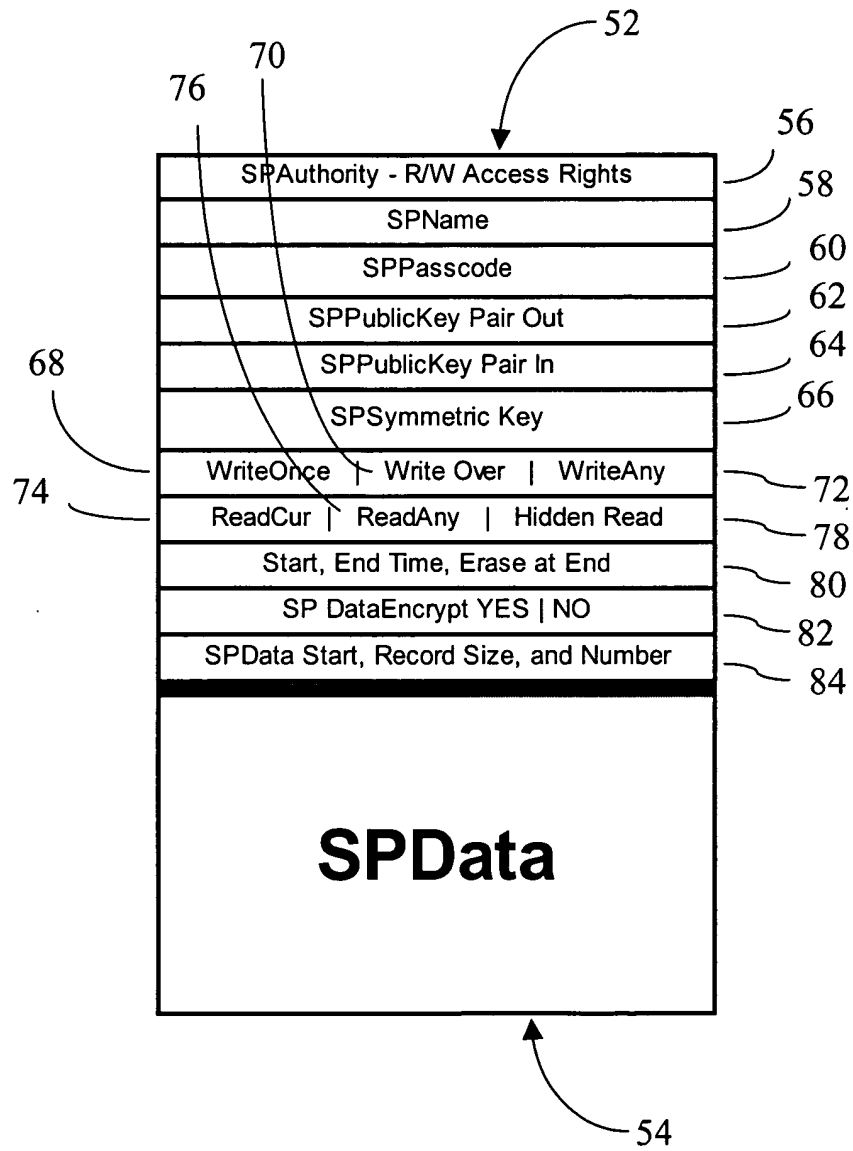 52
70
76
56
SPAuthority - R/W Access Rights
58
SPName
60
SPPasscode
62
SPPublicKey Pair Out
64
SPPublicKey Pair In
68
66
SPSymmetric Key
WriteOnce | Write Over | WriteAny
72
74
ReadCur | ReadAny | Hidden Read
78
Start, End Time, Erase at End
80
SP DataEncrypt YES | NO
82
SPData Start, Record Size, and Number
84
SPData
54